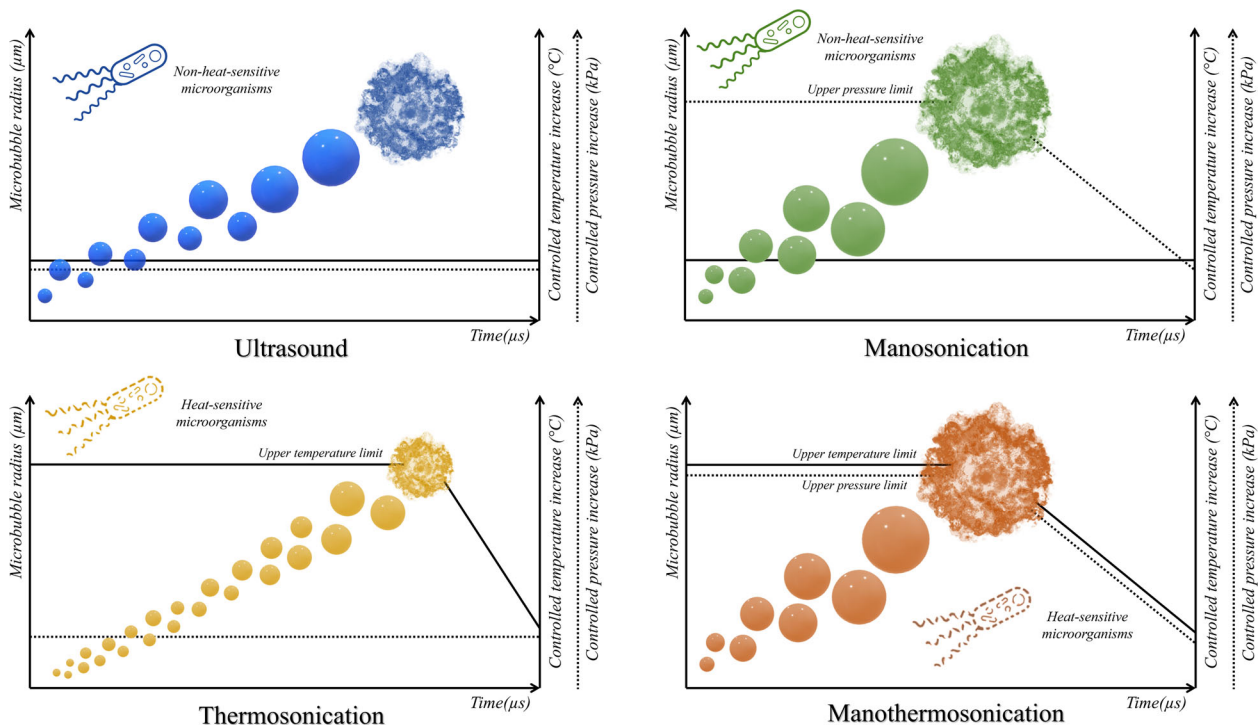 Microbubble radius (μm)
Non-heat-sensitive
microorganisms
Controlled temperature increase (°C)
Controlled pressure increase (kPa)
Time(μs)
Ultrasound
Microbubble radius (μm)
Non-heat-sensitive
microorganisms
Upper pressure limit
Controlled temperature increase (°C)
Controlled pressure increase (kPa)
Time(μs)
Manosonication
Microbubble radius (μm)
Heat-sensitive
microorganisms
Upper temperature limit
Controlled temperature increase (°C)
Controlled pressure increase (kPa)
Time(μs)
Thermosonication
Microbubble radius (μm)
Upper temperature limit
Upper pressure limit
Heat-sensitive
microorganisms
Controlled temperature increase (°C)
Controlled pressure increase (kPa)
Time(μs)
Manothermosonication